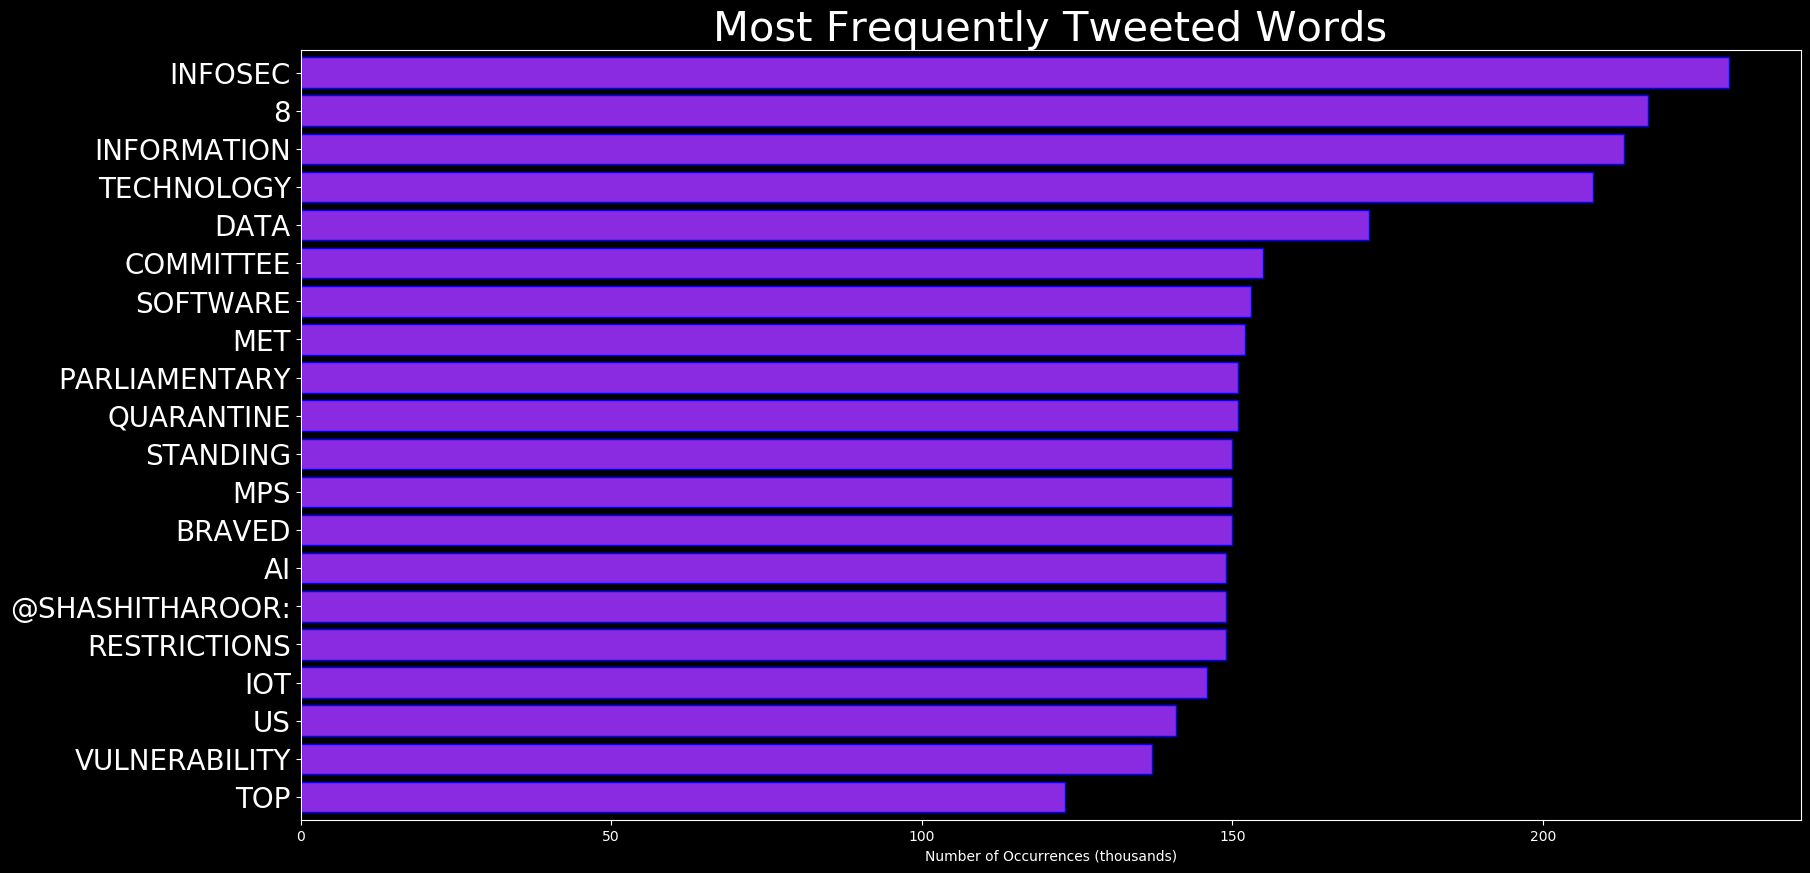 Most Frequently Tweeted Words
INFOSEC
8
INFORMATION
TECHNOLOGY
DATA
COMMITTEE
SOFTWARE
MET
PARLIAMENTARY
QUARANTINE
STANDING
MPS
BRAVED
AI
@SHASHITHAROOR:
RESTRICTIONS
IOT
US
VULNERABILITY
TOP
0 50 100 150 200
Number of Occurrences (thousands)